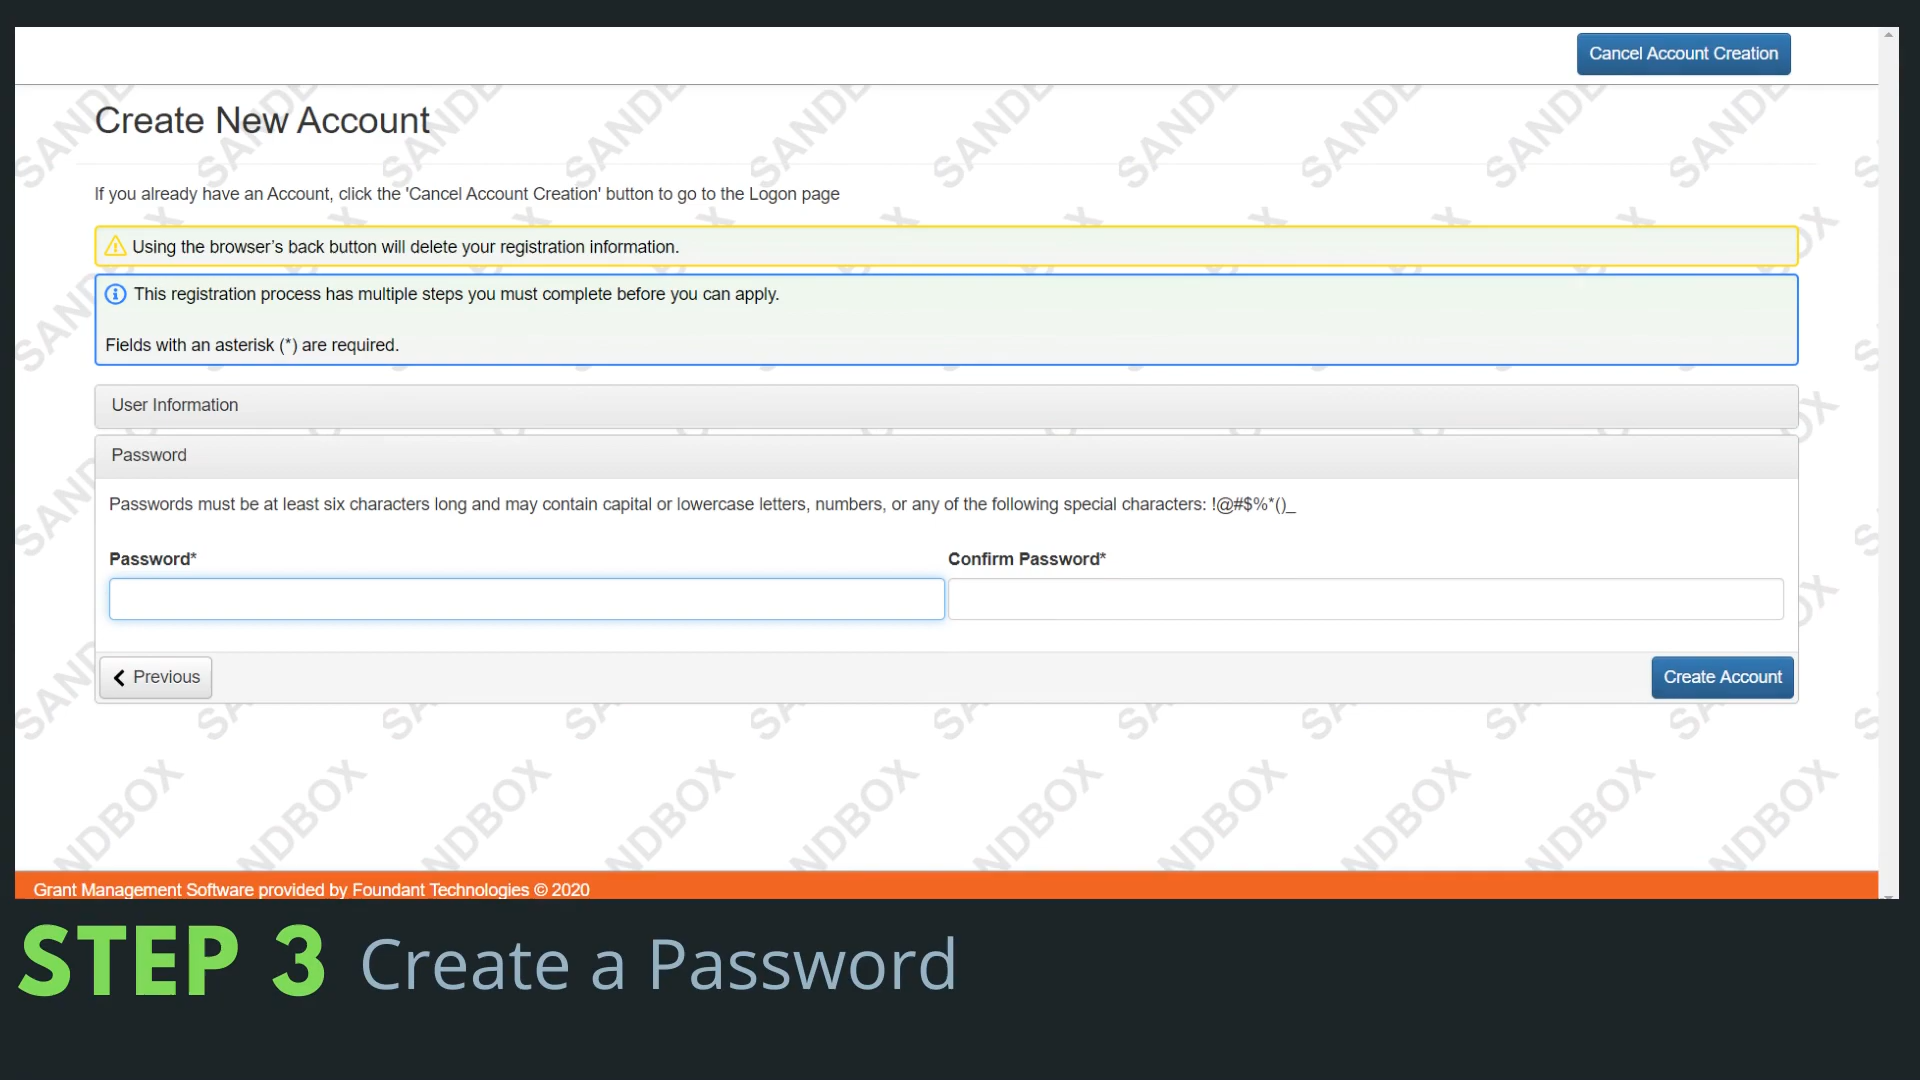 Cancel Account Creation
Create New Account
If you already have an Account, click the 'Cancel Account Creation' button to go to the Logon page
Using the browser’s back button will delete your registration information.
This registration process has multiple steps you must complete before you can apply.
Fields with an asterisk (*) are required.
User Information
Password
Passwords must be at least six characters long and may contain capital or lowercase letters, numbers, or any of the following special characters: !@#$%*()_
Password* Confirm Password*
Previous Create Account
Grant Management Software provided by Foundant Technologies © 2020
STEP 3 Create a Password
SANDBOX